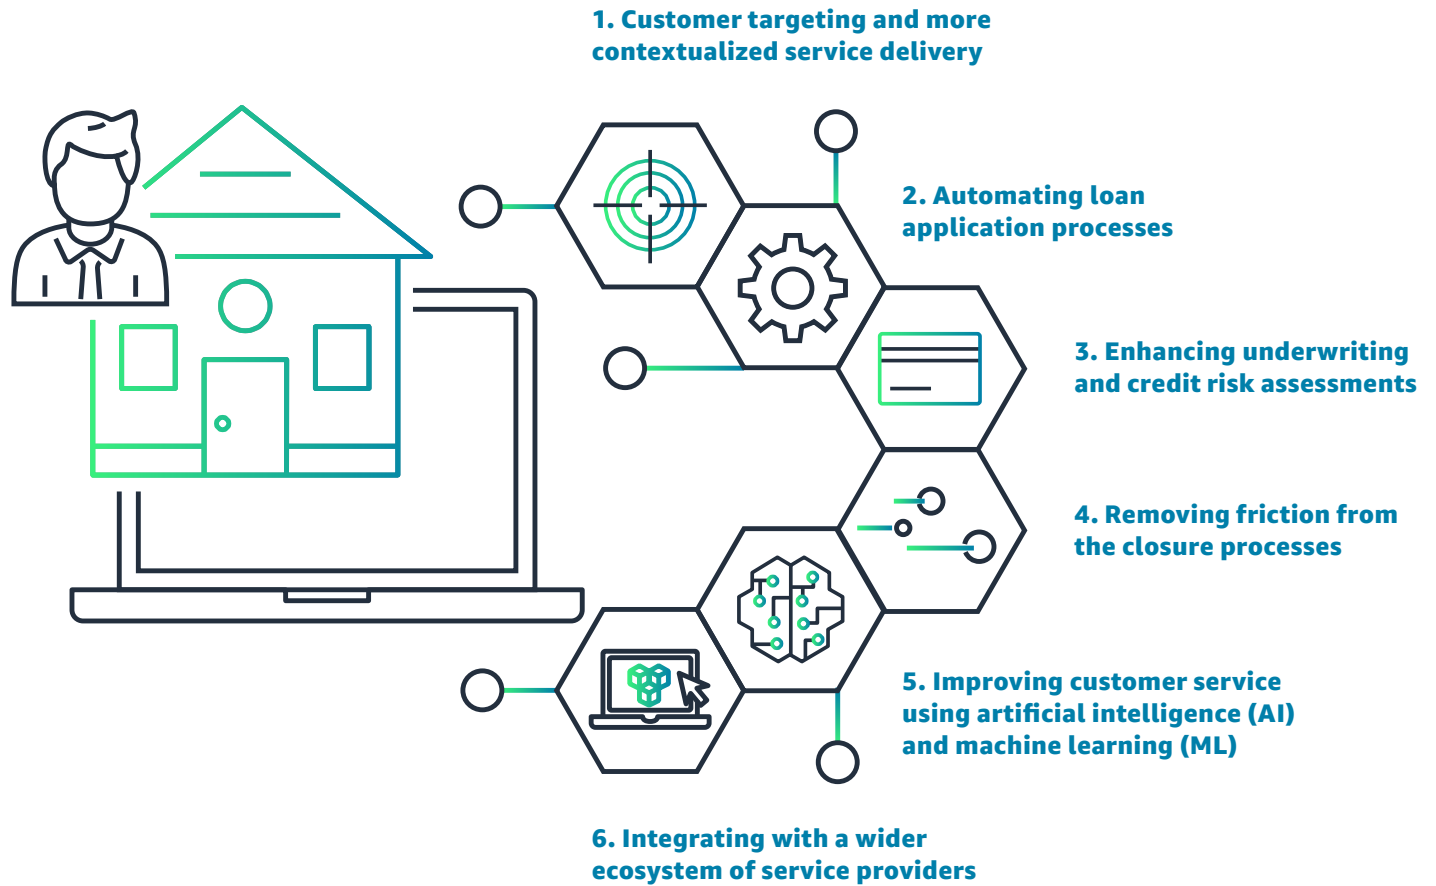 1. Customer targeting and more
contextualized service delivery
2. Automating loan
application processes
3. Enhancing underwriting
and credit risk assessments
4. Removing friction from
the closure processes
5. Improving customer service
using artificial intelligence (AI)
and machine learning (ML)
6. Integrating with a wider
ecosystem of service providers